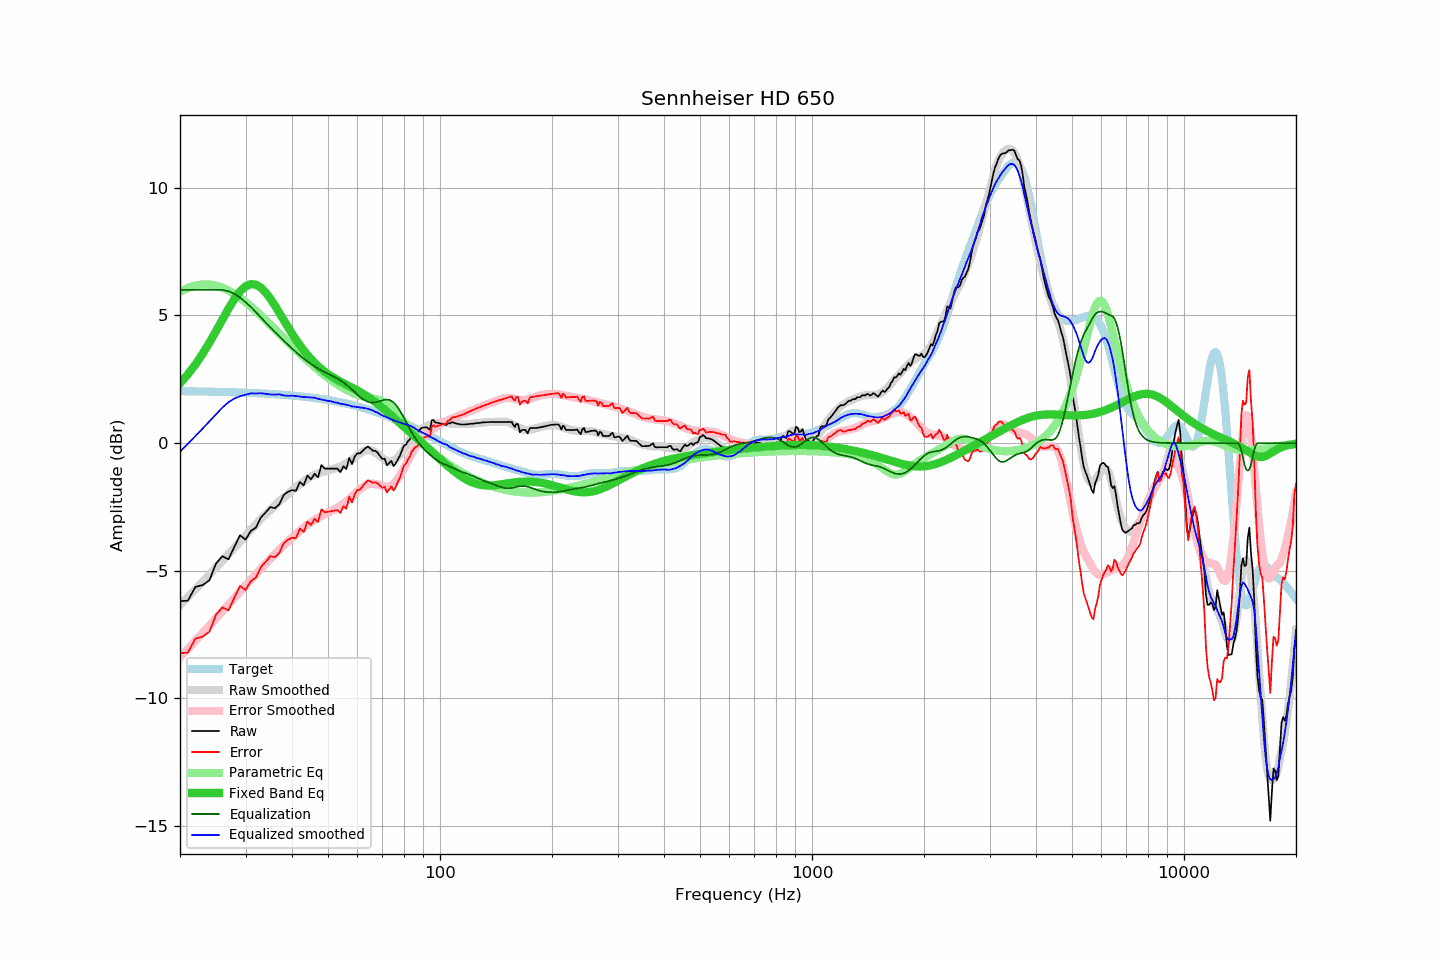 Sennheiser HD 650
Amplitude (dBr)
10
5
0
−5
−10
−15
Target
Raw Smoothed
Error Smoothed
Raw
Error
Parametric Eq
Fixed Band Eq
Equalization
Equalized smoothed
100
1000
10000
Frequency (Hz)